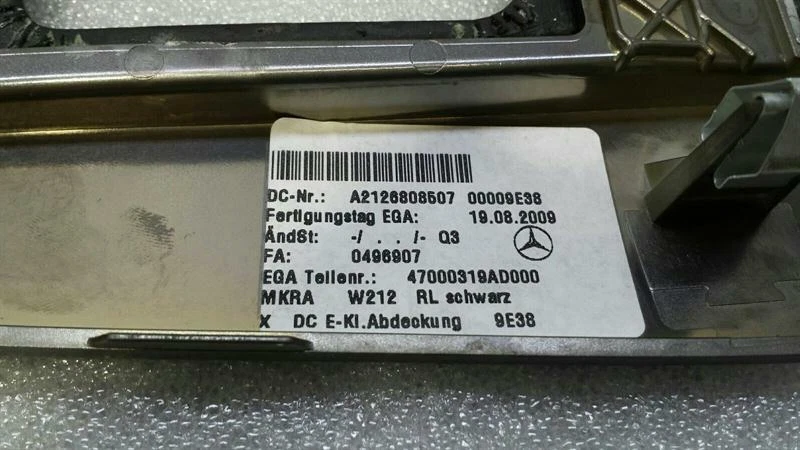 DC-Nr.: A2126808507 00009E38
Fertigungstag EGA: 19.08.2009
ÄndSt: -/ . . /- Q3
FA: 0496907
EGA Teilenr.: 47000319AD000
MKRA W212 RL schwarz
X DC E-Kl.Abdeckung 9E38